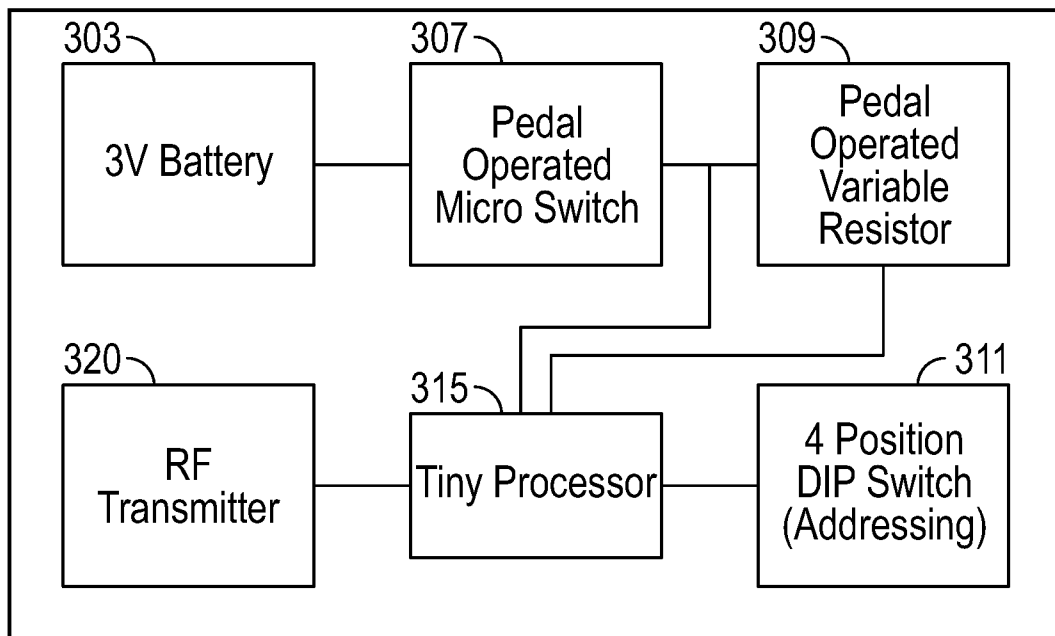 303
3V Battery
307
Pedal
Operated
Micro Switch
309
Pedal
Operated
Variable
Resistor
320
RF
Transmitter
315
Tiny Processor
311
4 Position
DIP Switch
(Addressing)